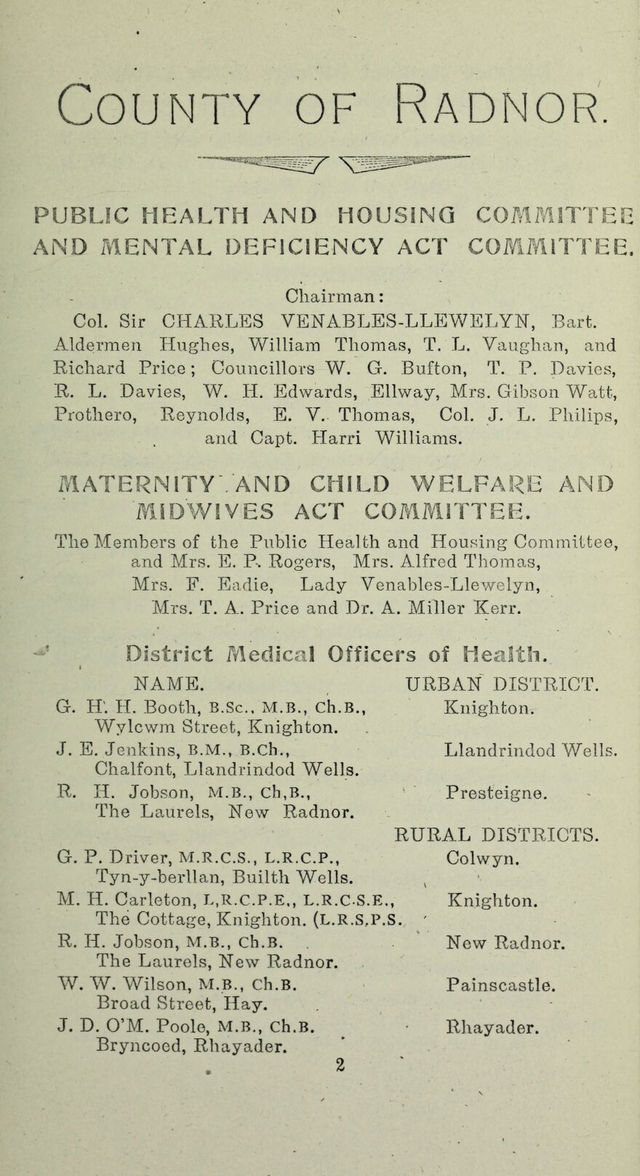 COUNTY OF RADNOR.
PUBLIC HEALTH AND HOUSING COMMITTEE
AND MENTAL DEFICIENCY ACT COMMITTEE.
Chairman:
Col. Sir CHARLES VENABLES-LLEWELYN, Bart.
Aldermen Hughes, William Thomas, T. L. Vaughan, and
Richard Price; Councillors W. G. Bufton, T. P. Davies,
R. L. Davies, W. H. Edwards, Ellway, Mrs. Gibson Watt,
Prothero, Reynolds, E. V. Thomas, Col. J. L. Philips,
and Capt. Harri Williams.
MATERNITY AND CHILD WELFARE AND
MIDWIVES ACT COMMITTEE.
The Members of the Public Health and Housing Committee,
and Mrs. E. P. Rogers, Mrs. Alfred Thomas,
Mrs. F. Eadie, Lady Venables-Llewelyn,
Mrs. T. A. Price and Dr. A. Miller Kerr.
District Medical Officers of Health.
NAME. URBAN DISTRICT.
G. H. H. Booth, B.Sc., M.B., Ch.B., Knighton.
Wylcwm Street, Knighton.
J. E. Jenkins, B.M., B.Ch., Llandrindod Wells.
Chalfont, Llandrindod Wells.
R. H. Jobson, M.B., Ch,B., Presteigne.
The Laurels, New Radnor.
RURAL DISTRICTS.
G. P. Driver, M.R.C.S., L.R.C.P., Colwyn.
Tyn-y-berllan, Builth Wells.
M. H. Carleton, L,R.C.P.E., L.R.C.S.E., Knighton.
The Cottage, Knighton. (L.R.S,P.S.
R. H. Jobson, M.B., Ch.B. New Radnor.
The Laurels, New Radnor.
W. W. Wilson, M.B., Ch.B. Painscastle.
Broad Street, Hay.
J. D. O'M. Poole, M.B., Ch.B. Rhayader.
Bryncoed, Rhayader.
2